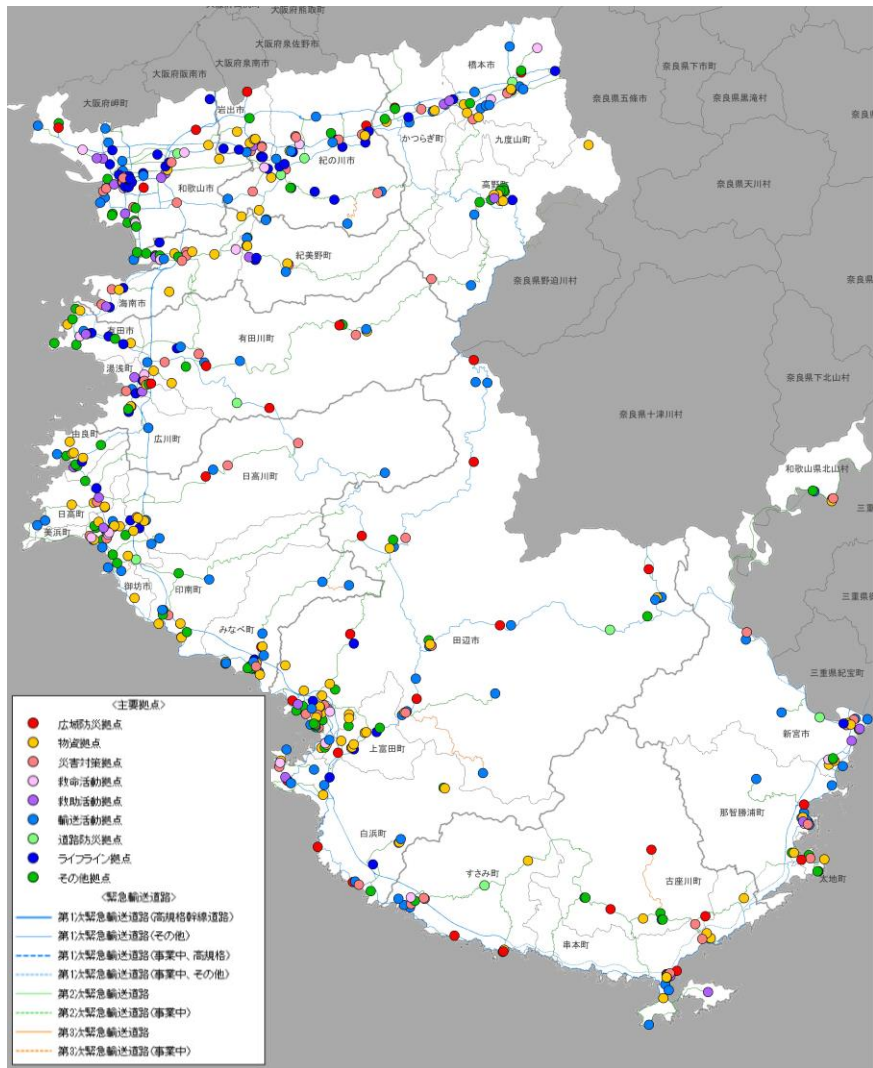 大阪府熊取町
大阪府泉佐野市
大阪府阪南市
大阪府泉南市
大阪府岬町
橋本市
奈良県下市町
奈良県五條市
奈良県黒滝村
岩出市
かつらぎ町
九度山町
和歌山市
紀の川市
高野町
奈良県天川村
紀美野町
奈良県野迫川村
海南市
有田市
有田川町
湯浅町
奈良県下北山村
奈良県十津川村
由良町
広川町
和歌山県北山村
日高川町
日高町
美浜町
御坊市
印南町
みなべ町
田辺市
三重県紀宝町
新宮市
上富田町
那智勝浦町
白浜町
すさみ町
古座川町
太地町
串本町
<主要拠点>
広域防災拠点
物資拠点
災害対策拠点
救命活動拠点
救助活動拠点
輸送活動拠点
道路防災拠点
ライフライン拠点
その他拠点
<緊急輸送道路>
第1次緊急輸送道路(高規格幹線道路)
第1次緊急輸送道路(その他)
第1次緊急輸送道路(事業中、高規格)
第1次緊急輸送道路(事業中、その他)
第2次緊急輸送道路
第2次緊急輸送道路(事業中)
第3次緊急輸送道路
第3次緊急輸送道路(事業中)